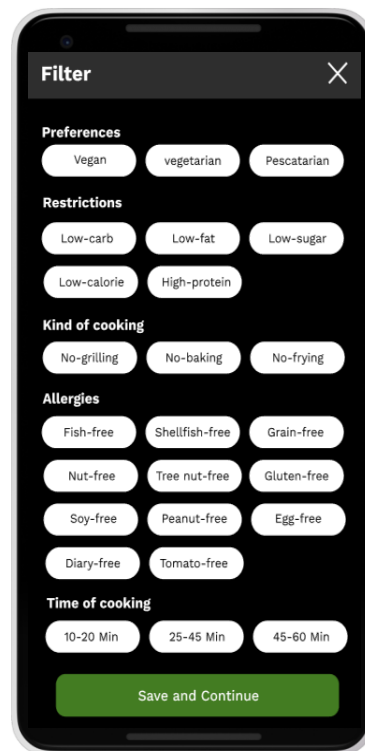 Filter
Preferences
Vegan vegetarian Pescatarian
Restrictions
Low-carb Low-fat Low-sugar
Low-calorie High-protein
Kind of cooking
No-grilling No-baking No-frying
Allergies
Fish-free Shellfish-free Grain-free
Nut-free Tree nut-free Gluten-free
Soy-free Peanut-free Egg-free
Diary-free Tomato-free
Time of cooking
10-20 Min 25-45 Min 45-60 Min
Save and Continue